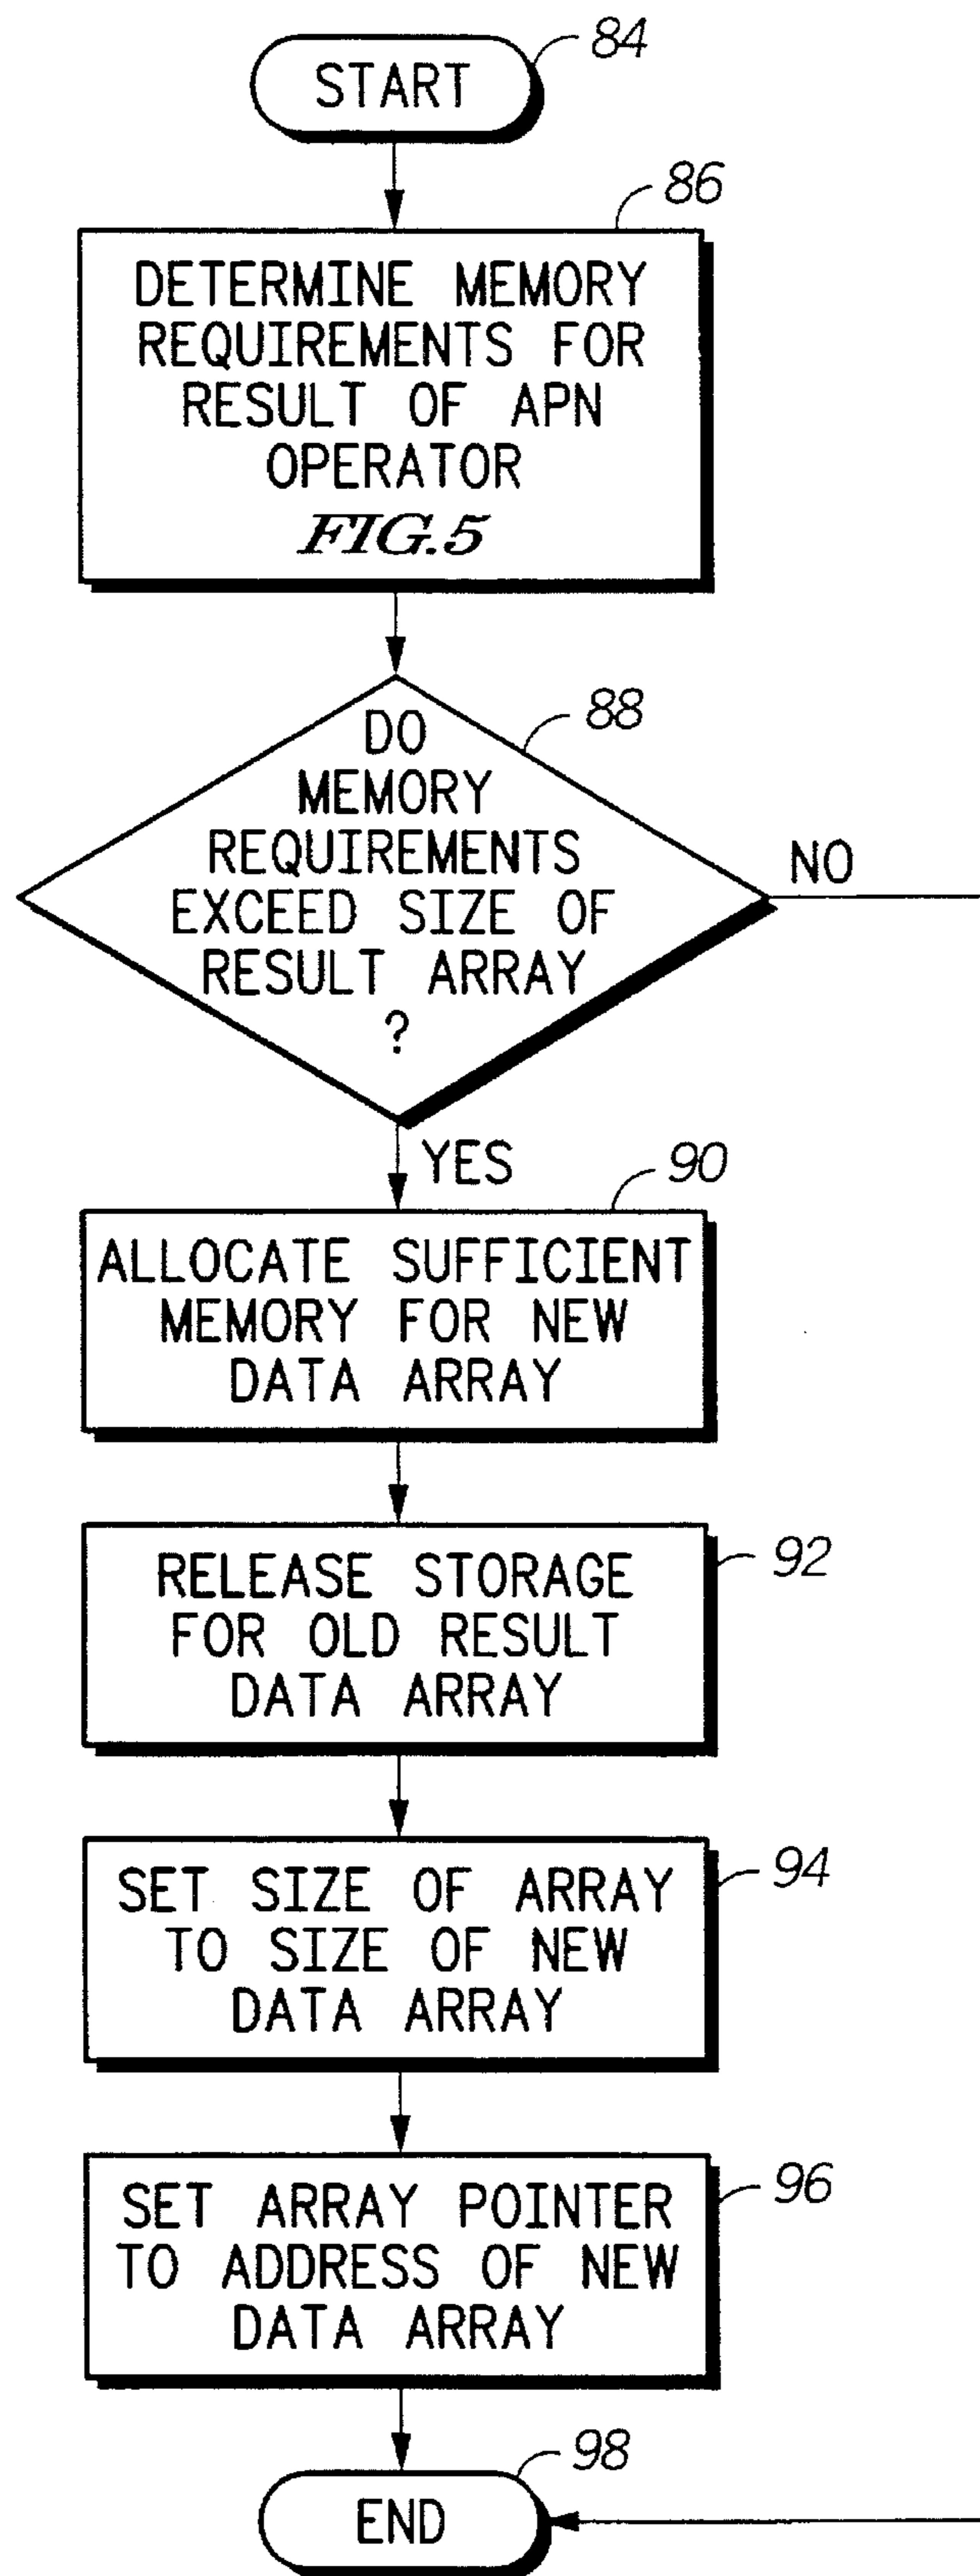 START
84
86
DETERMINE MEMORY
REQUIREMENTS FOR
RESULT OF APN
OPERATOR
FIG.5
88
DO
MEMORY
REQUIREMENTS
EXCEED SIZE OF
RESULT ARRAY
?
NO
YES
90
ALLOCATE SUFFICIENT
MEMORY FOR NEW
DATA ARRAY
92
RELEASE STORAGE
FOR OLD RESULT
DATA ARRAY
94
SET SIZE OF ARRAY
TO SIZE OF NEW
DATA ARRAY
96
SET ARRAY POINTER
TO ADDRESS OF NEW
DATA ARRAY
98
END